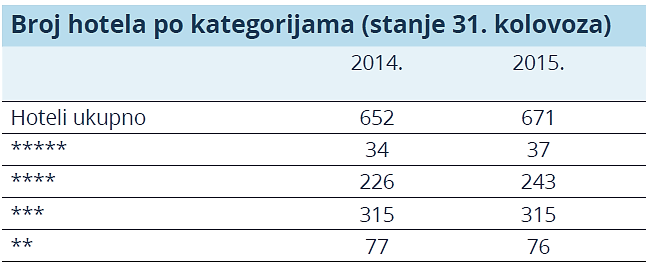 Broj hotela po kategorijama (stanje 31. kolovoza)
2014. 2015.
Hoteli ukupno 652 671
***** 34 37
**** 226 243
*** 315 315
** 77 76